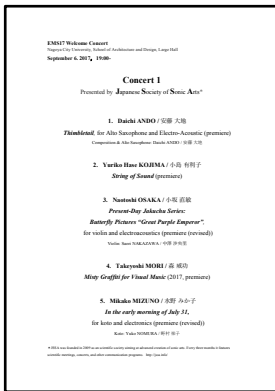 EMS17 Welcome Concert
Nagoya City University, School of Architecture and Design, Large Hall
September 6, 2017, 19:00-
Concert 1
Presented by Japanese Society of Sonic Arts*
1. Daichi ANDO / 安藤 大地
Thimbletail, for Alto Saxophone and Electro-Acoustic (premiere)
Composition & Alto Saxophone: Daichi ANDO / 安藤 大地
2. Yuriko Hase KOJIMA / 小島 有利子
String of Sound (premiere)
3. Naotoshi OSAKA / 小坂 直敏
Present-Day Jakuchu Series:
Butterfly Pictures "Great Purple Emperor",
for violin and electroacoustics (premiere (revised))
Violin: Saeri NAKAZAWA / 中澤 沙央里
4. Takeyoshi MORI / 森 威功
Misty Graffiti for Visual Music (2017, premiere)
5. Mikako MIZUNO / 水野 みか子
In the early morning of July 31,
for koto and electronics (premiere (revised))
Koto: Yuko NOMURA / 野村 祐子